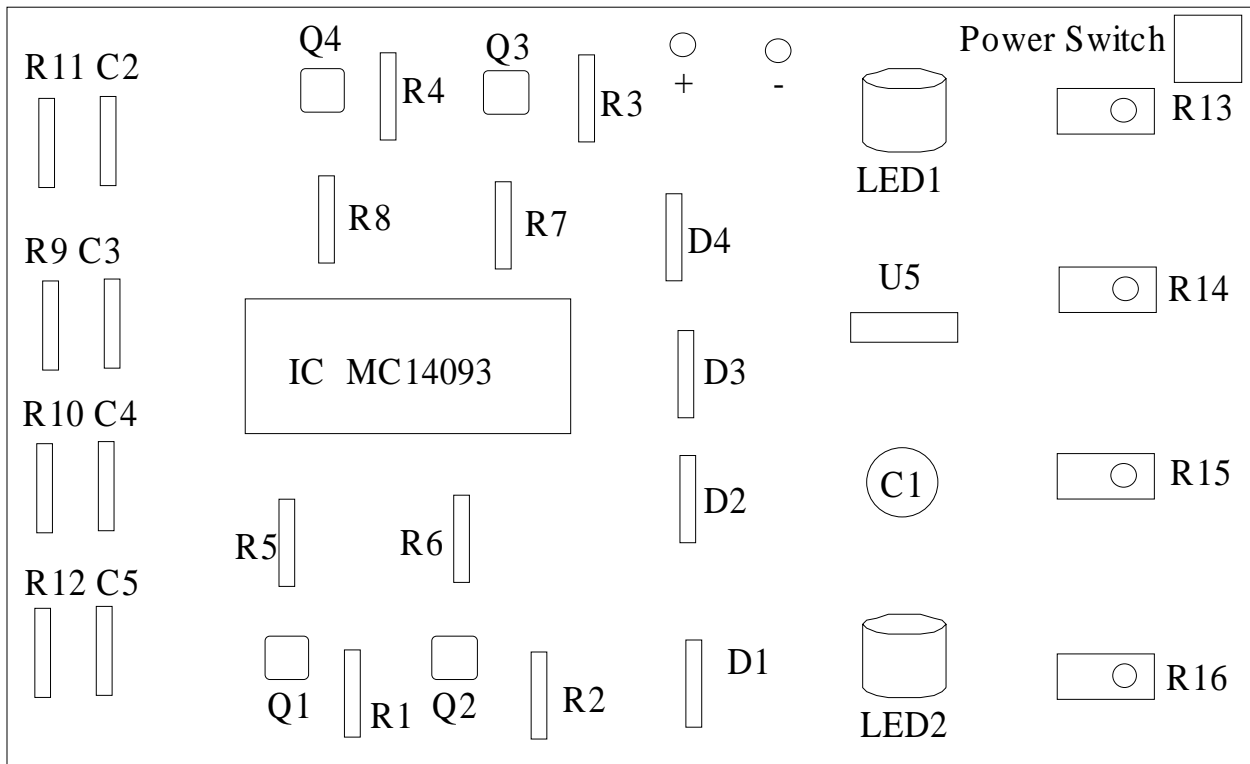 Q4
Q3
Power Switch
R11 C2
R4
R3
+
-
R13
LED1
R8
R7
D4
R9 C3
U5
R14
IC MC14093
D3
R10 C4
D2
C1
R15
R5
R6
R12 C5
D1
R16
Q1
R1
Q2
R2
LED2